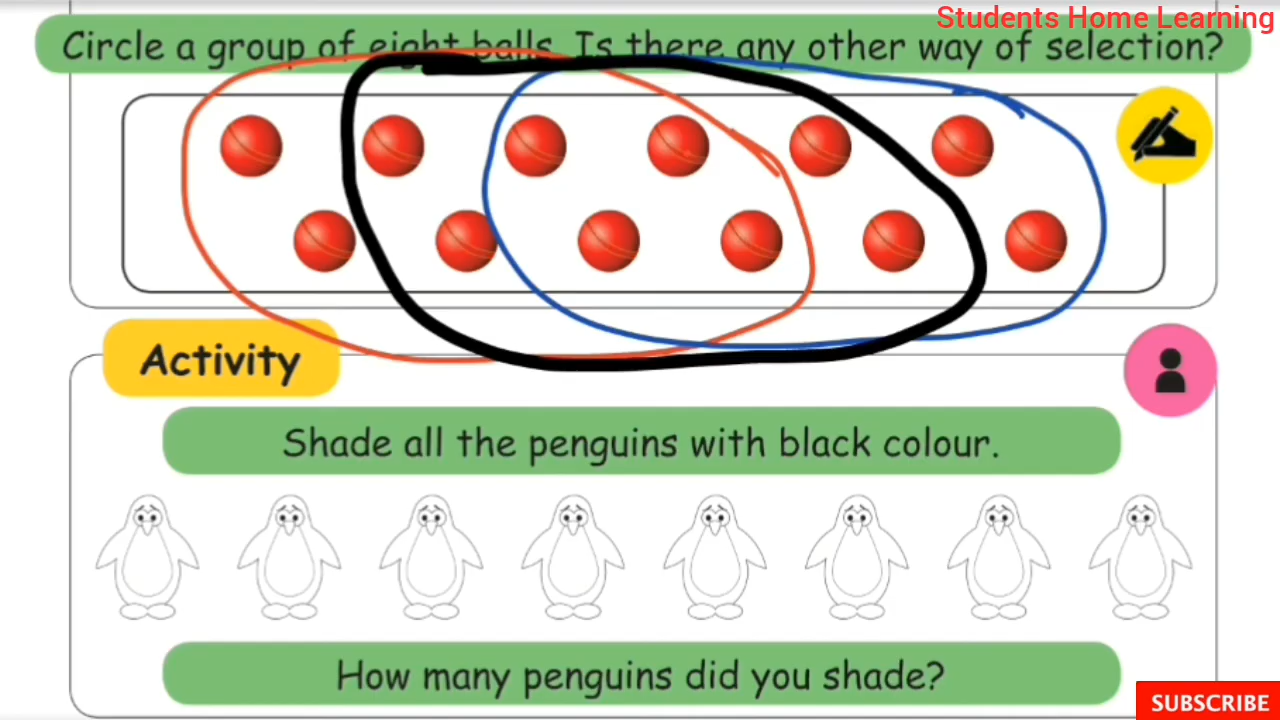 Students Home Learning
Circle a group of eight balls. Is there any other way of selection?
Activity
Shade all the penguins with black colour.
How many penguins did you shade?
SUBSCRIBE